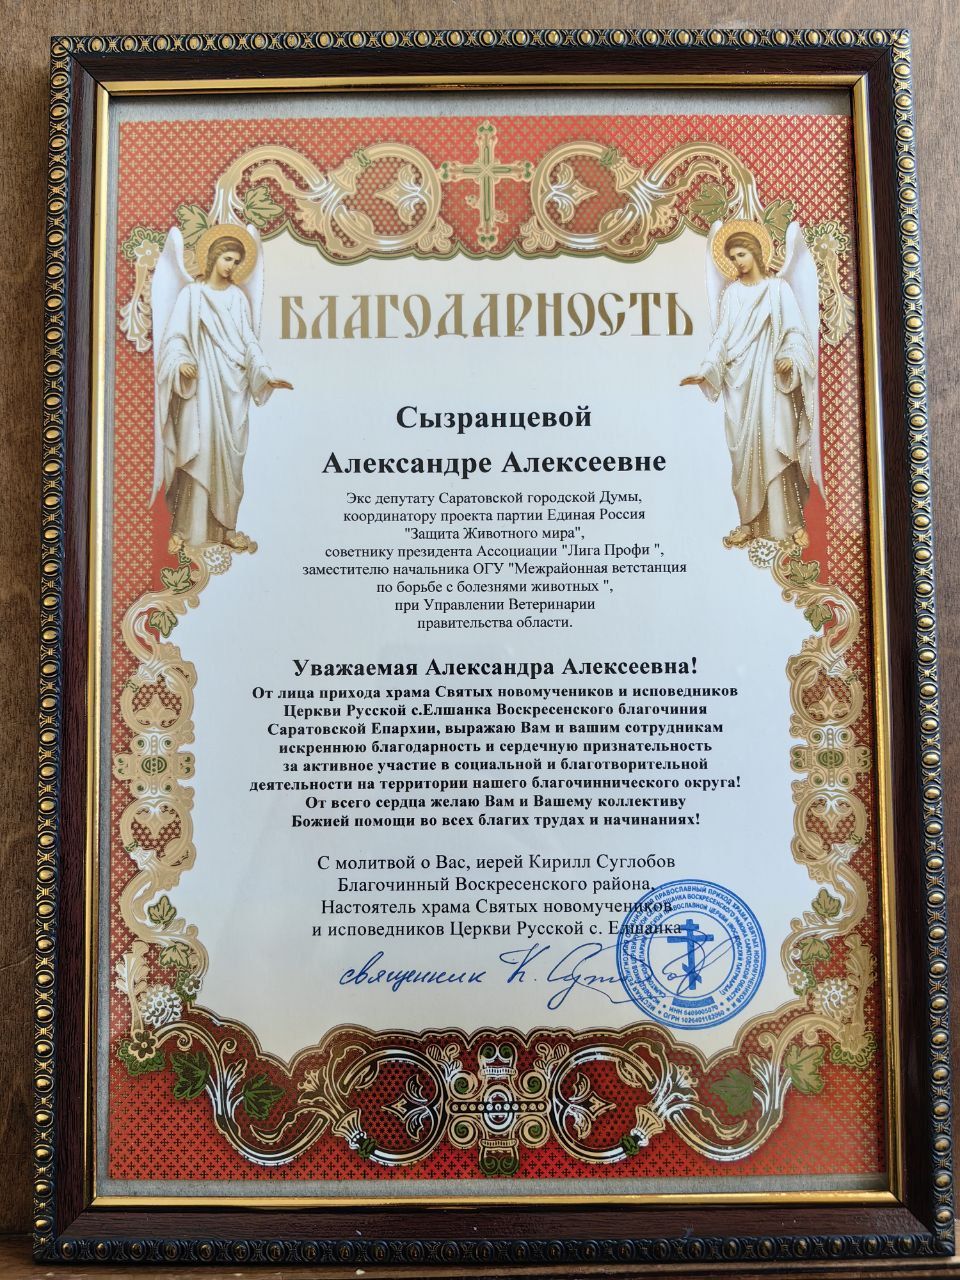 БЛАГОДАРНОСТЬ
Сызранцевой
Александре Алексеевне
Экс депутату Саратовской городской Думы,
координатору проекта партии Единая Россия
"Защита Животного мира",
советнику президента Ассоциации "Лига Профи ",
заместителю начальника ОГУ "Межрайонная ветстанция
по борьбе с болезнями животных ",
при Управлении Ветеринарии
правительства области.
Уважаемая Александра Алексеевна!
От лица прихода храма Святых новомучеников и исповедников
Церкви Русской с.Елшанка Воскресенского благочиния
Саратовской Епархии, выражаю Вам и вашим сотрудникам
искреннюю благодарность и сердечную признательность
за активное участие в социальной и благотворительной
деятельности на территории нашего благочиннического округа!
От всего сердца желаю Вам и Вашему коллективу
Божией помощи во всех благих трудах и начинаниях!
С молитвой о Вас, иерей Кирилл Суглобов
Благочинный Воскресенского района,
Настоятель храма Святых новомучеников
и исповедников Церкви Русской с. Елшанка
священник К.